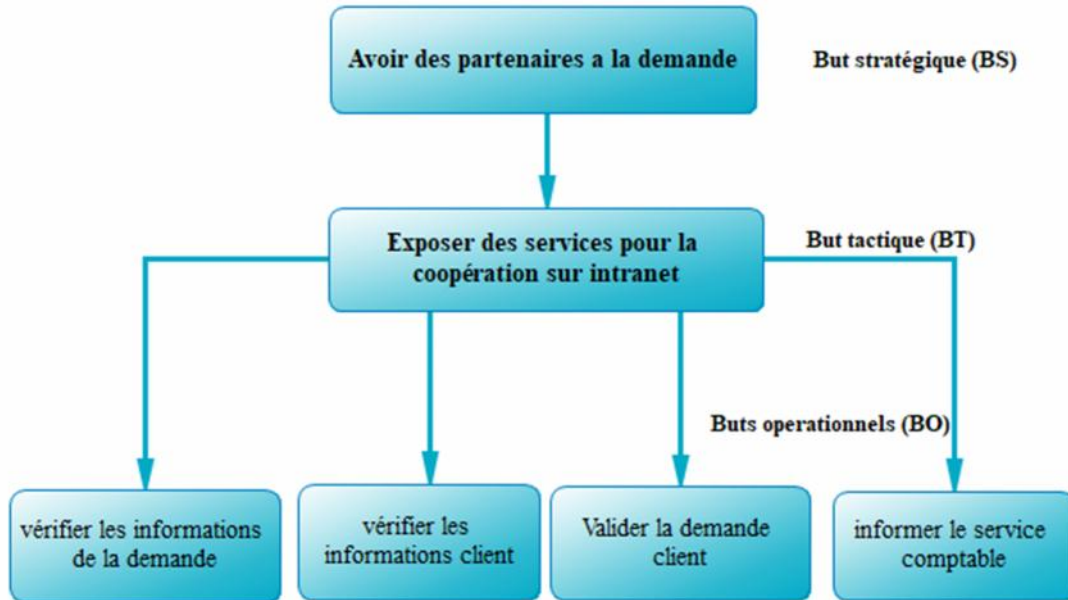 Avoir des partenaires a la demande
But stratégique (BS)
Exposer des services pour la
coopération sur intranet
But tactique (BT)
Buts operationnels (BO)
vérifier les informations
de la demande
vérifier les
informations client
Valider la demande
client
informer le service
comptable